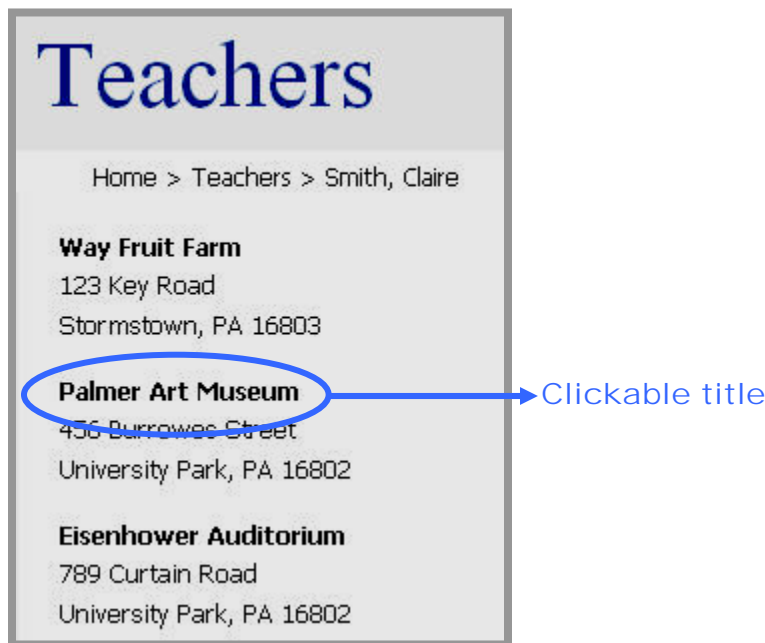 Teachers
Home > Teachers > Smith, Claire
Way Fruit Farm
123 Key Road
Stormstown, PA 16803
Palmer Art Museum
Clickable title
456 Burrowes Street
University Park, PA 16802
Eisenhower Auditorium
789 Curtain Road
University Park, PA 16802